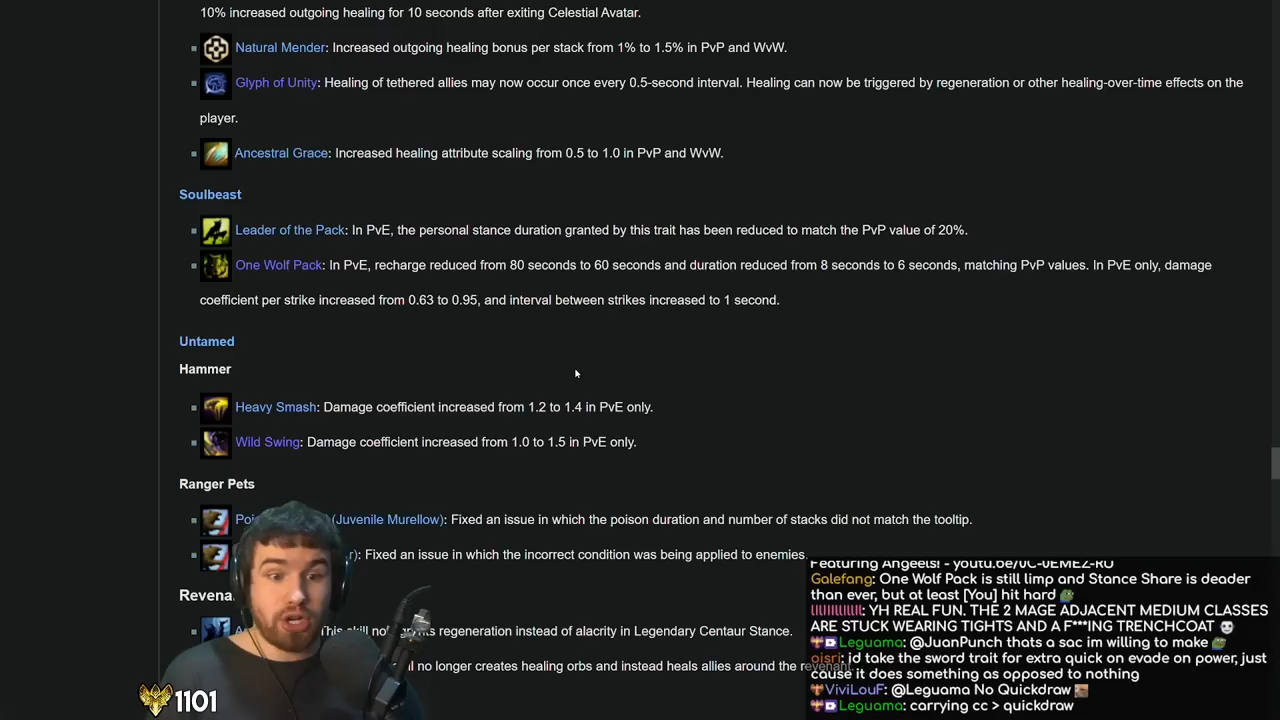 10% increased outgoing healing for 10 seconds after exiting Celestial Avatar.
Natural Mender: Increased outgoing healing bonus per stack from 1% to 1.5% in PvP and WvW.
Glyph of Unity: Healing of tethered allies may now occur once every 0.5-second interval. Healing can now be triggered by regeneration or other healing-over-time effects on the
player.
Ancestral Grace: Increased healing attribute scaling from 0.5 to 1.0 in PvP and WvW.
Soulbeast
Leader of the Pack: In PvE, the personal stance duration granted by this trait has been reduced to match the PvP value of 20%.
One Wolf Pack: In PvE, recharge reduced from 80 seconds to 60 seconds and duration reduced from 8 seconds to 6 seconds, matching PvP values. In PvE only, damage
coefficient per strike increased from 0.63 to 0.95, and interval between strikes increased to 1 second.
Untamed
Hammer
Heavy Smash: Damage coefficient increased from 1.2 to 1.4 in PvE only.
Wild Swing: Damage coefficient increased from 1.0 to 1.5 in PvE only.
Ranger Pets
(Juvenile Murellow): Fixed an issue in which the poison duration and number of stacks did not match the tooltip.
Fixed an issue in which the incorrect condition was being applied to enemies.
This skill regeneration instead of alacrity in Legendary Centaur Stance.
no longer creates healing orbs and instead heals allies around the revenant.
1101
Galefang: One Wolf Pack is still limp and Stance Share is deader
than ever, but at least [You] hit hard
YH REAL FUN. THE 2 MAGE ADJACENT MEDIUM CLASSES
ARE STUCK WEARING TIGHTS AND A F***ING TRENCHCOAT
Leguama: @JuanPunch thats a sac im willing to make
oisri: id take the sword trait for extra quick on evade on power, just
cause it does something as opposed to nothing
ViviLouF: @Leguama No Quickdraw
Leguama: carrying cc > quickdraw